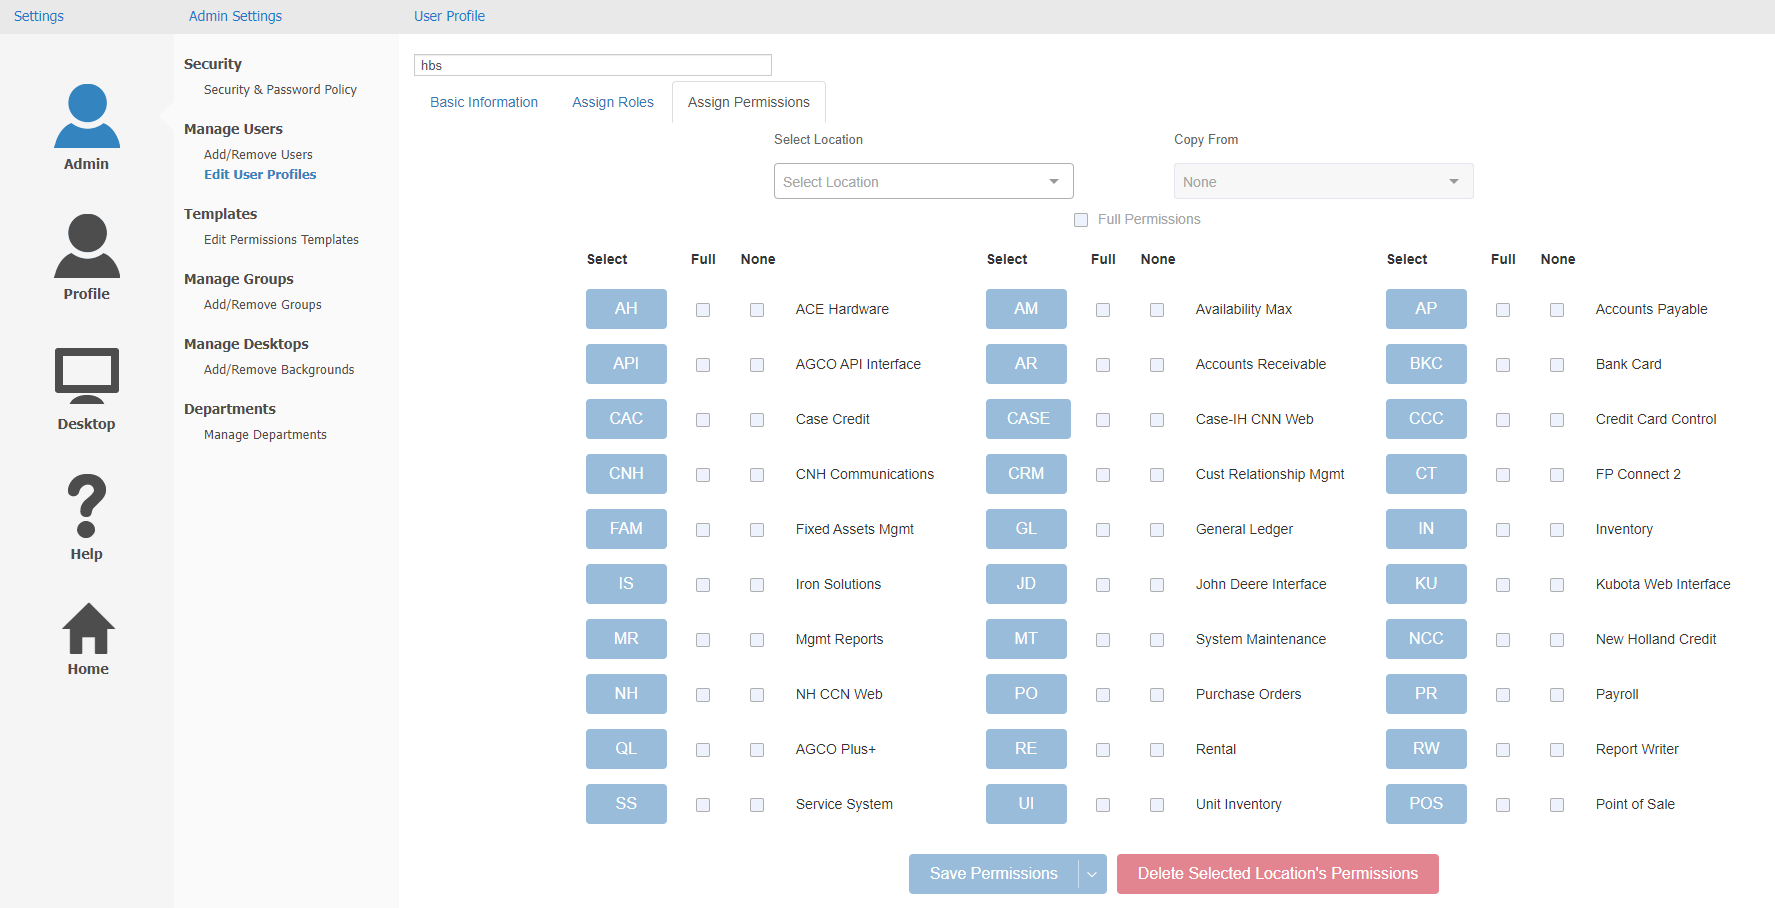 Settings
Admin Settings
User Profile
Admin
Profile
Desktop
Help
Home
Security
Security & Password Policy
Manage Users
Add/Remove Users
Edit User Profiles
Templates
Edit Permissions Templates
Manage Groups
Add/Remove Groups
Manage Desktops
Add/Remove Backgrounds
Departments
Manage Departments
hbs
Basic Information Assign Roles Assign Permissions
Select Location Copy From
Select Location None
Full Permissions
Select Full None Select Full None Select Full None
AH ACE Hardware AM Availability Max AP Accounts Payable
API AGCO API Interface AR Accounts Receivable BKC Bank Card
CAC Case Credit CASE Case-IH CNN Web CCC Credit Card Control
CNH CNH Communications CRM Cust Relationship Mgmt CT FP Connect 2
FAM Fixed Assets Mgmt GL General Ledger IN Inventory
IS Iron Solutions JD John Deere Interface KU Kubota Web Interface
MR Mgmt Reports MT System Maintenance NCC New Holland Credit
NH NH CCN Web PO Purchase Orders PR Payroll
QL AGCO Plus+ RE Rental RW Report Writer
SS Service System UI Unit Inventory POS Point of Sale
Save Permissions Delete Selected Location's Permissions